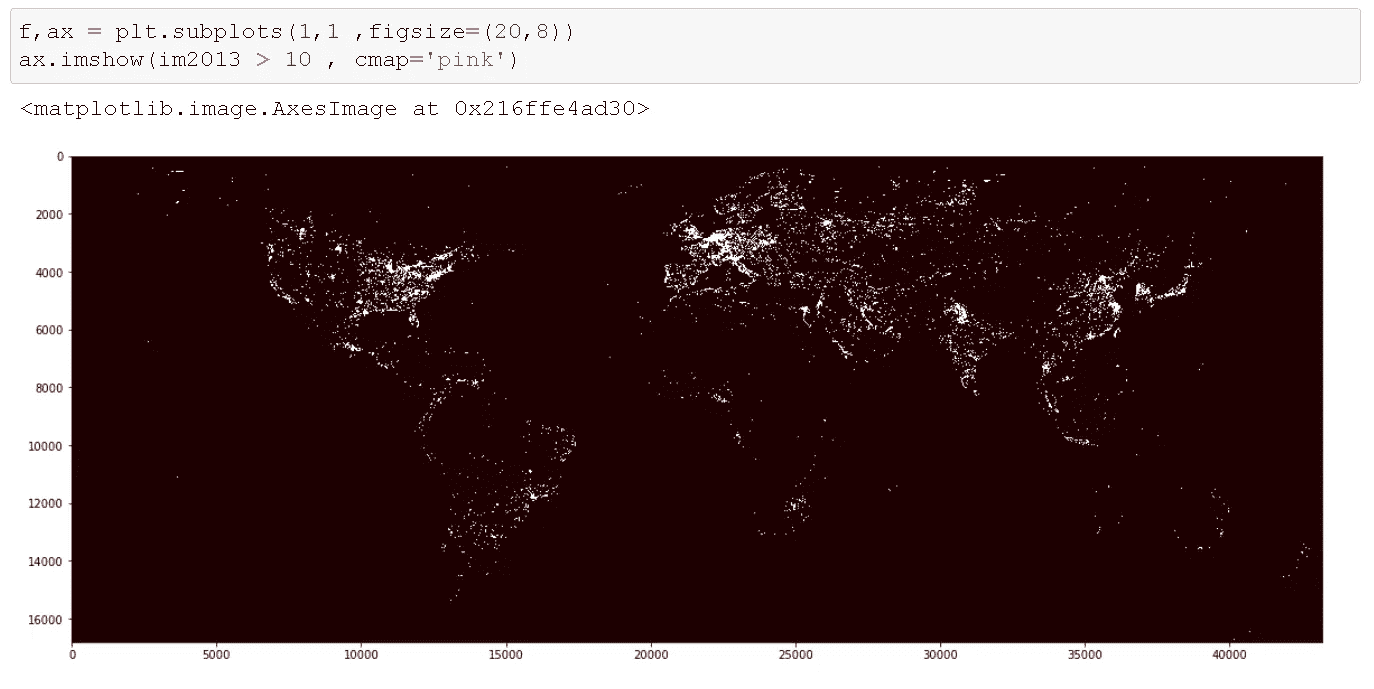 f,ax = plt.subplots(1,1 ,figsize=(20,8))
ax.imshow(im2013 > 10 , cmap='pink')
<matplotlib.image.AxesImage at 0x216ffe4ad30>
0
2000
4000
6000
8000
10000
12000
14000
16000
0 5000 10000 15000 20000 25000 30000 35000 40000